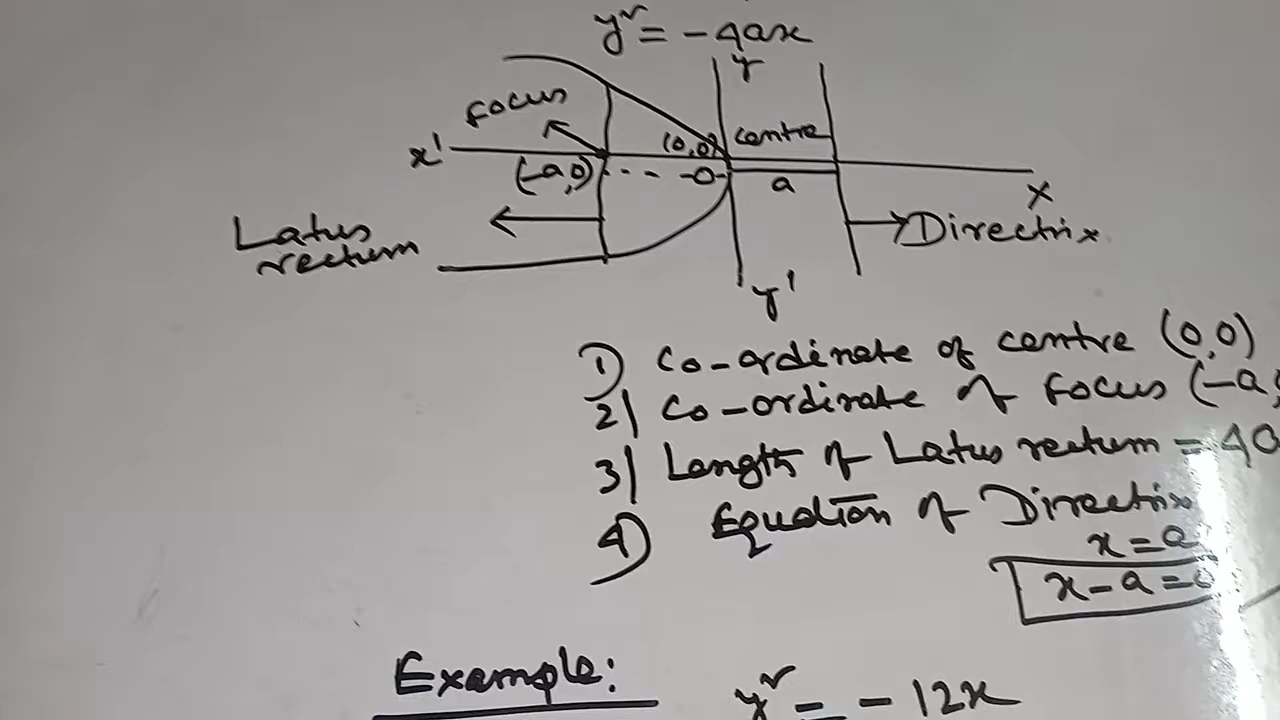 y² = -4ax
Y
Focus
(0,0) centre
X'
(-a,0)
-0-
a
X
Latus
rectum
Directrix
Y'
1) Co-ordinate of centre (0,0)
2) Co-ordinate of Focus (-a,
3) Length of Latus rectum = 4a
4) Equation of Directrix
x = a
x - a = 0
Example: y² = - 12x